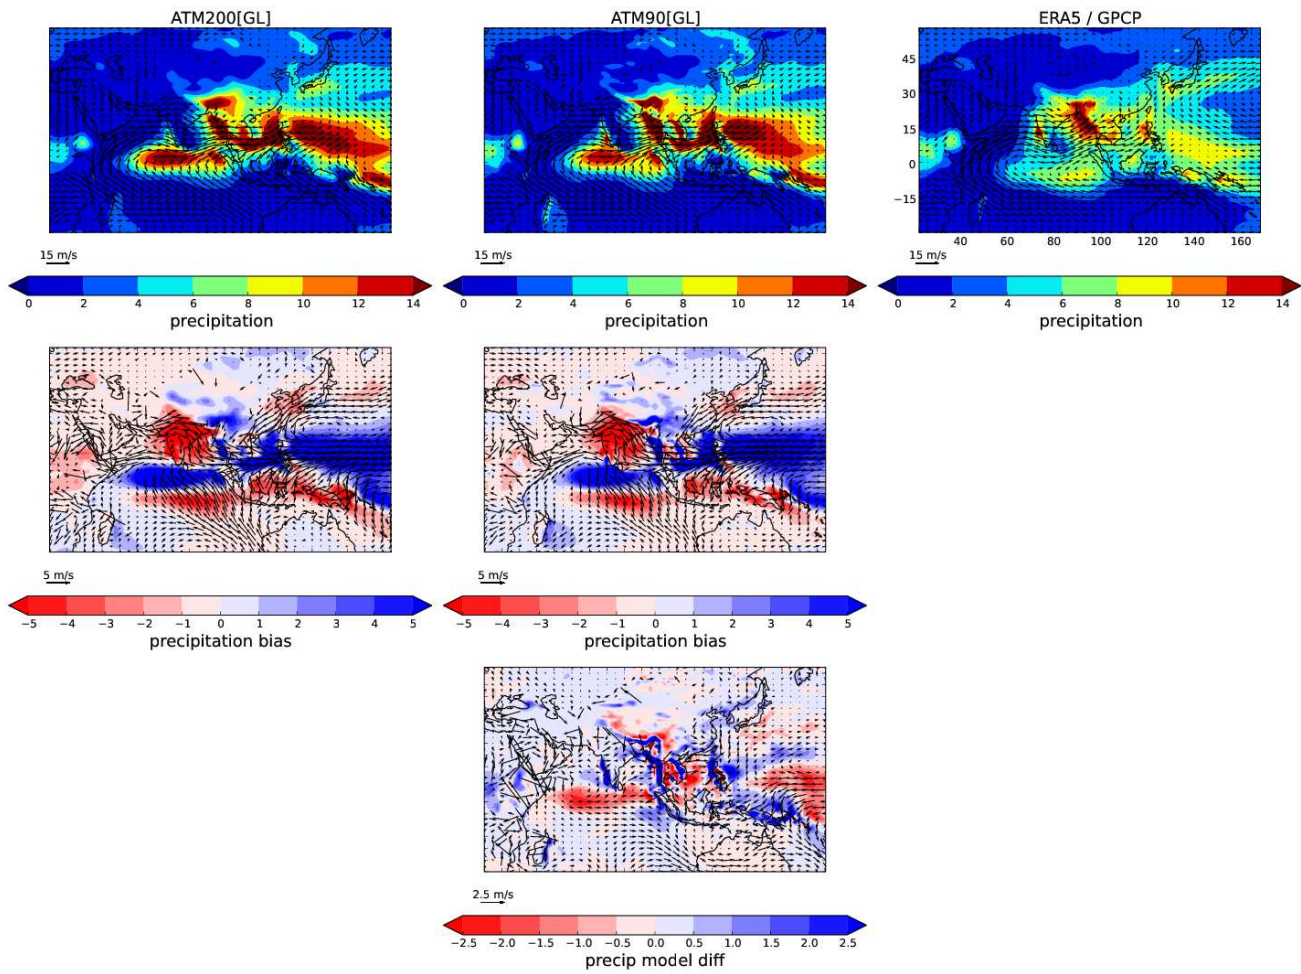 ATM200[GL] ATM90[GL] ERA5 / GPCP
45
30
15
0
−15
40 60 80 100 120 140 160
15 m/s 15 m/s 15 m/s
0 2 4 6 8 10 12 14 0 2 4 6 8 10 12 14 0 2 4 6 8 10 12 14
precipitation precipitation precipitation
5 m/s 5 m/s
−5 −4 −3 −2 −1 0 1 2 3 4 5 −5 −4 −3 −2 −1 0 1 2 3 4 5
precipitation bias precipitation bias
2.5 m/s
−2.5 −2.0 −1.5 −1.0 −0.5 0.0 0.5 1.0 1.5 2.0 2.5
precip model diff